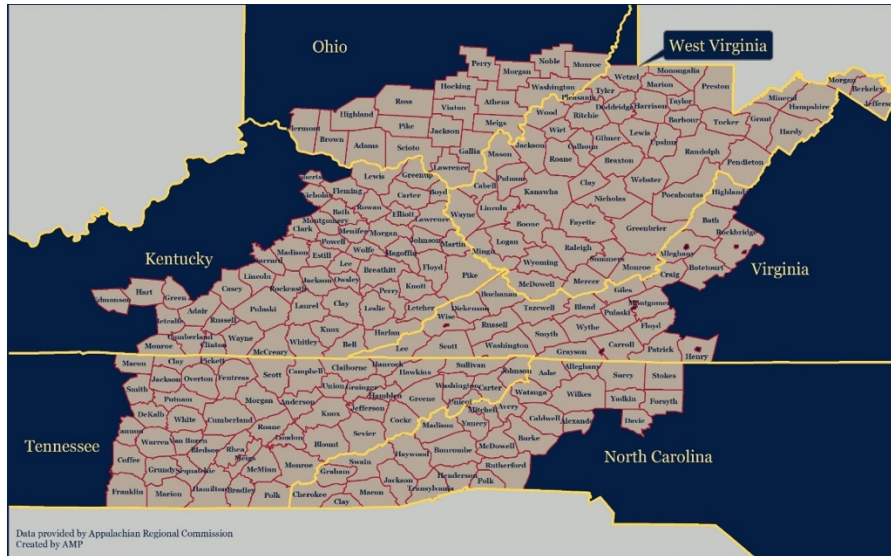 Ohio
West Virginia
Kentucky
Virginia
Tennessee
North Carolina
Perry
Noble
Monroe
Morgan
Hocking
Washington
Ross
Vinton
Athens
Highland
Meigs
Pike
Jackson
Clermont
Brown
Adams
Scioto
Gallia
Lawrence
Wetzel
Monongalia
Marion
Preston
Tyler
Pleasants
Doddridge
Harrison
Taylor
Wood
Ritchie
Barbour
Tucker
Grant
Mineral
Hampshire
Morgan
Berkeley
Jefferson
Hardy
Wirt
Gilmer
Lewis
Upshur
Randolph
Calhoun
Jackson
Mason
Roane
Braxton
Pendleton
Putnam
Cabell
Kanawha
Clay
Webster
Pocahontas
Nicholas
Wayne
Lincoln
Boone
Fayette
Greenbrier
Logan
Raleigh
Mingo
Wyoming
Summers
Monroe
McDowell
Mercer
Highland
Bath
Rockbridge
Alleghany
Botetourt
Craig
Giles
Montgomery
Buchanan
Dickenson
Tazewell
Bland
Pulaski
Wise
Russell
Smyth
Wythe
Floyd
Lee
Scott
Washington
Grayson
Carroll
Patrick
Henry
Lewis
Greenup
Fleming
Carter
Nicholas
Rowan
Bath
Elliott
Lawrence
Montgomery
Menifee
Morgan
Clark
Powell
Wolfe
Johnson
Martin
Madison
Estill
Magoffin
Lee
Breathitt
Floyd
Pike
Lincoln
Jackson
Owsley
Rockcastle
Perry
Knott
Hart
Green
Casey
Edmonson
Adair
Pulaski
Laurel
Clay
Leslie
Letcher
Metcalfe
Russell
Cumberland
Wayne
Knox
Harlan
Monroe
Clinton
McCreary
Whitley
Bell
Macon
Clay
Pickett
Scott
Campbell
Claiborne
Hancock
Hawkins
Sullivan
Johnson
Jackson
Overton
Fentress
Union
Grainger
Washington
Carter
Smith
Putnam
Morgan
Anderson
Hamblen
Greene
Unicoi
Jefferson
DeKalb
White
Cumberland
Knox
Cocke
Roane
Cannon
Warren
Van Buren
Loudon
Sevier
Bledsoe
Rhea
Blount
Coffee
Meigs
Grundy
Sequatchie
McMinn
Monroe
Franklin
Marion
Hamilton
Bradley
Polk
Ashe
Alleghany
Surry
Stokes
Watauga
Wilkes
Yadkin
Forsyth
Mitchell
Avery
Madison
Yancey
Caldwell
Alexander
Davie
Burke
McDowell
Buncombe
Haywood
Swain
Graham
Rutherford
Jackson
Henderson
Cherokee
Macon
Transylvania
Polk
Clay
Data provided by Appalachian Regional Commission
Created by AMP